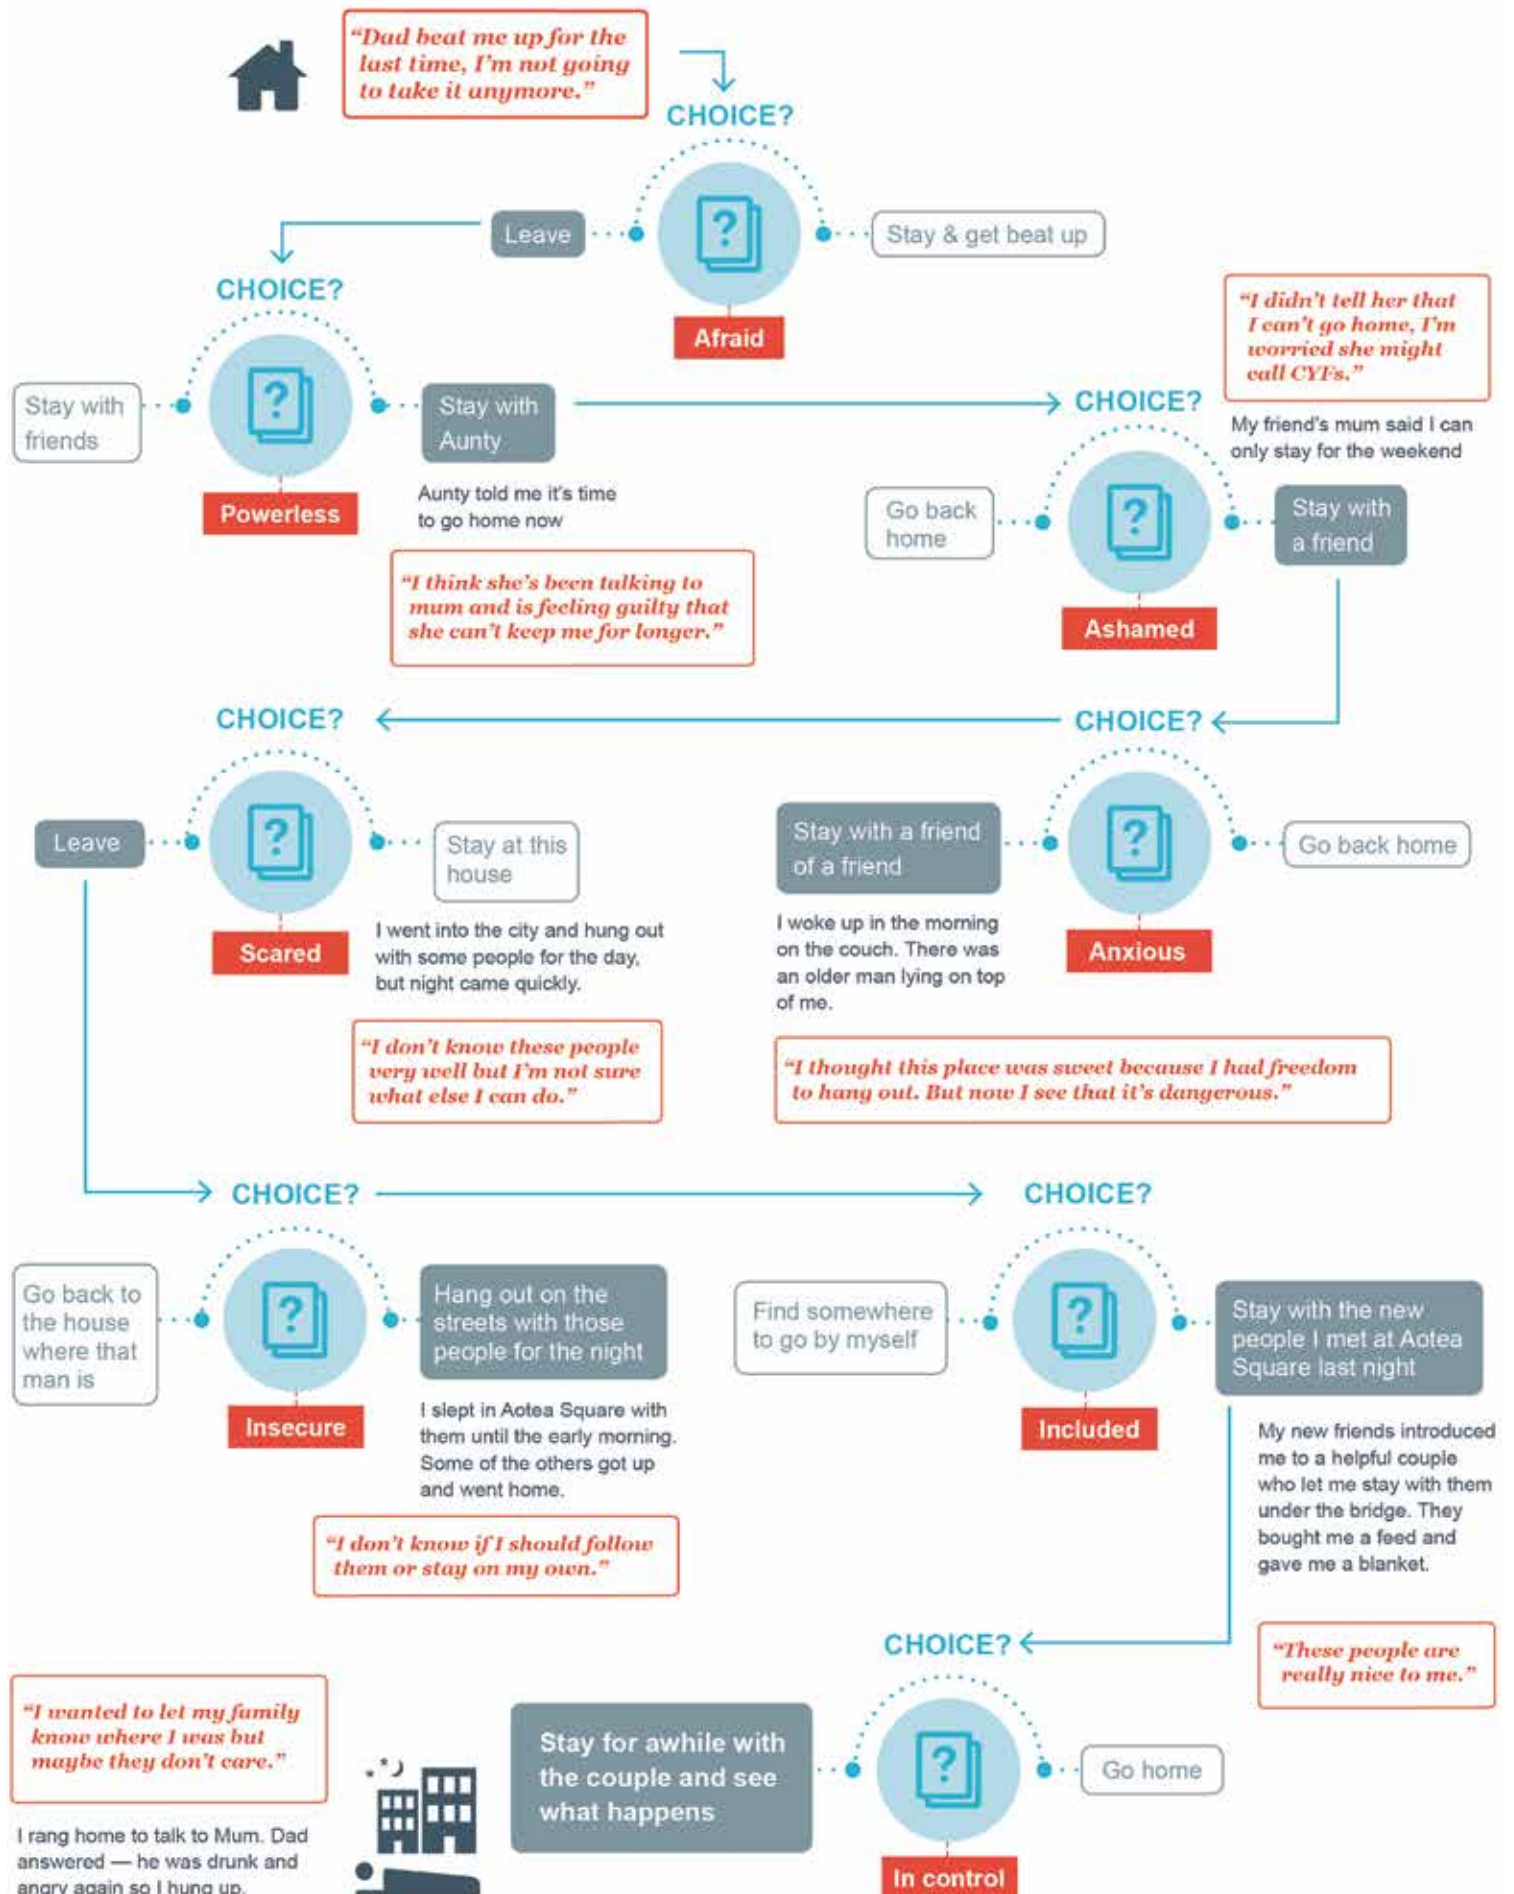 “Dad beat me up for the
last time, I’m not going
to take it anymore.”
CHOICE?
?
Leave
Stay & get beat up
Afraid
CHOICE?
?
Stay with
friends
Stay with
Aunty
Powerless
Aunty told me it’s time
to go home now
“I think she’s been talking to
mum and is feeling guilty that
she can’t keep me for longer.”
“I didn’t tell her that
I can’t go home, I’m
worried she might
call CYFs.”
My friend’s mum said I can
only stay for the weekend
CHOICE?
?
Go back
home
Stay with
a friend
Ashamed
CHOICE?
?
Stay with a friend
of a friend
Go back home
Anxious
I woke up in the morning
on the couch. There was
an older man lying on top
of me.
“I thought this place was sweet because I had freedom
to hang out. But now I see that it’s dangerous.”
CHOICE?
?
Leave
Stay at this
house
Scared
I went into the city and hung out
with some people for the day,
but night came quickly.
“I don’t know these people
very well but I’m not sure
what else I can do.”
CHOICE?
?
Go back to
the house
where that
man is
Hang out on the
streets with those
people for the night
Insecure
I slept in Aotea Square with
them until the early morning.
Some of the others got up
and went home.
“I don’t know if I should follow
them or stay on my own.”
CHOICE?
?
Find somewhere
to go by myself
Stay with the new
people I met at Aotea
Square last night
Included
My new friends introduced
me to a helpful couple
who let me stay with them
under the bridge. They
bought me a feed and
gave me a blanket.
“These people are
really nice to me.”
CHOICE?
?
Stay for awhile with
the couple and see
what happens
Go home
In control
“I wanted to let my family
know where I was but
maybe they don’t care.”
I rang home to talk to Mum. Dad
answered — he was drunk and
angry again so I hung up.